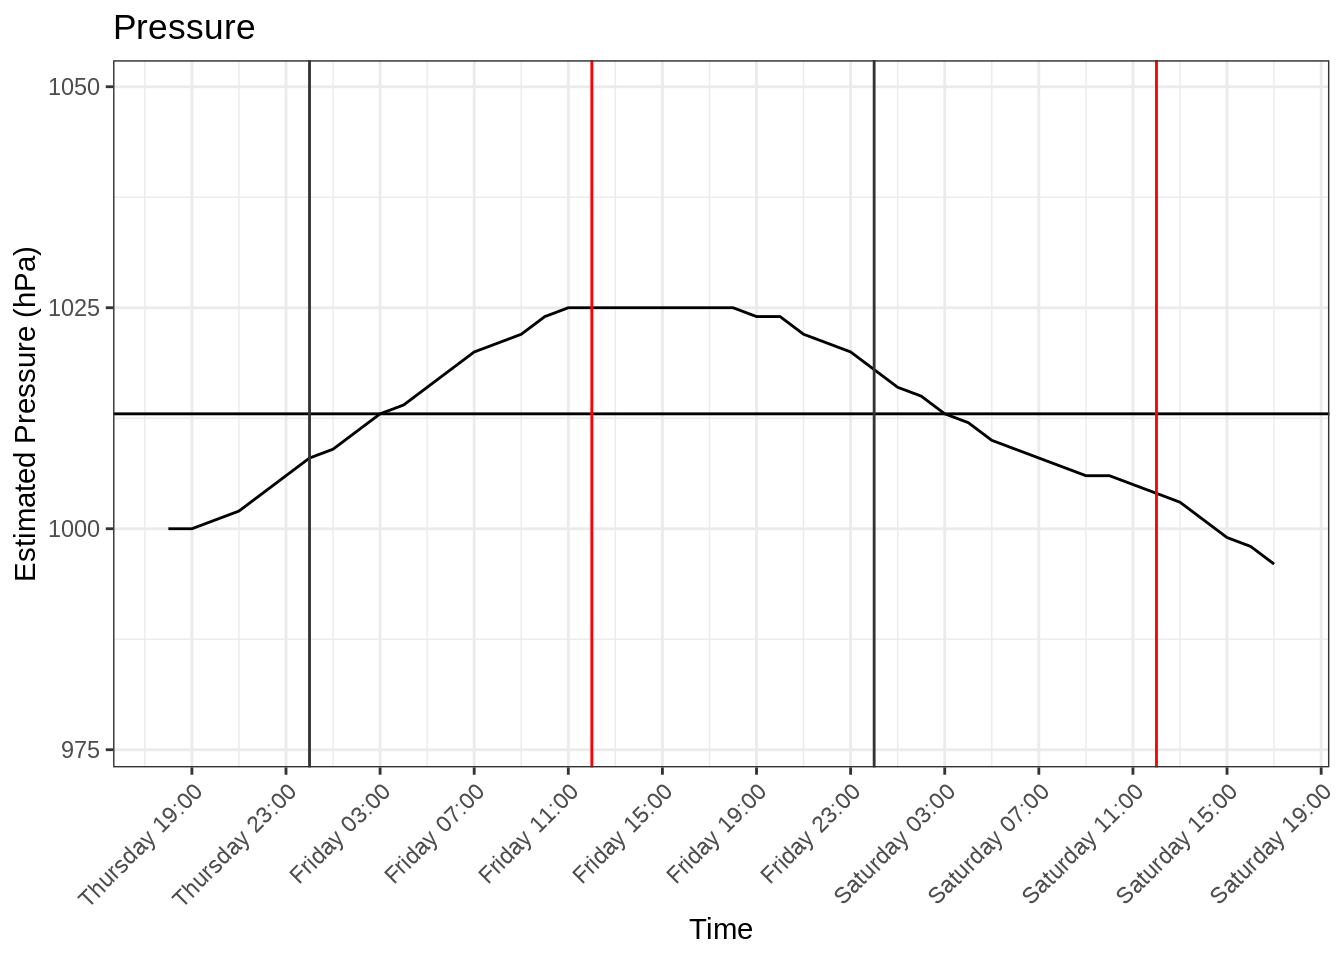 Pressure
Estimated Pressure (hPa)
1050
1025
1000
975
Thursday 19:00
Thursday 23:00
Friday 03:00
Friday 07:00
Friday 11:00
Friday 15:00
Friday 19:00
Friday 23:00
Saturday 03:00
Saturday 07:00
Saturday 11:00
Saturday 15:00
Saturday 19:00
Time